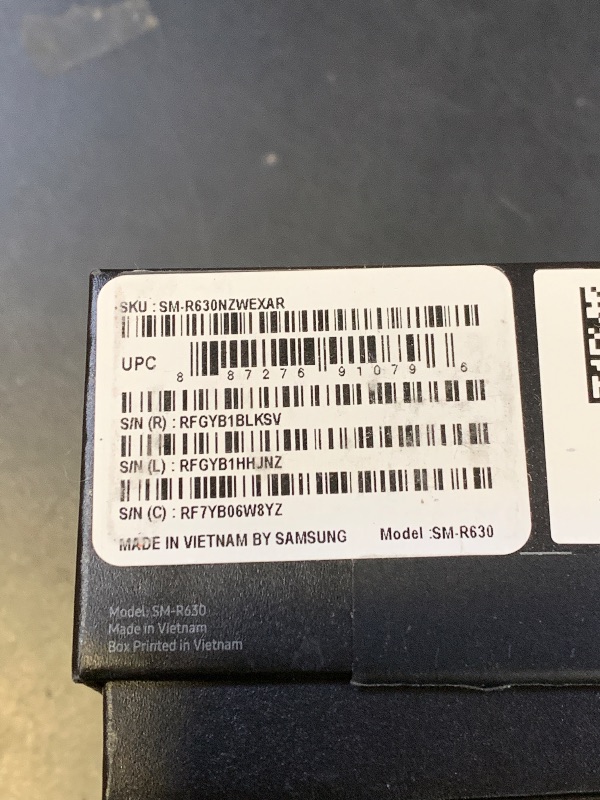 SKU : SM-R630NZWEXAR
UPC
8 87276 91079 6
S/N (R) : RFGYB1BLKSV
S/N (L) : RFGYB1HHJNZ
S/N (C) : RF7YB06W8YZ
MADE IN VIETNAM BY SAMSUNG Model :SM-R630
Model: SM-R630
Made in Vietnam
Box Printed in Vietnam